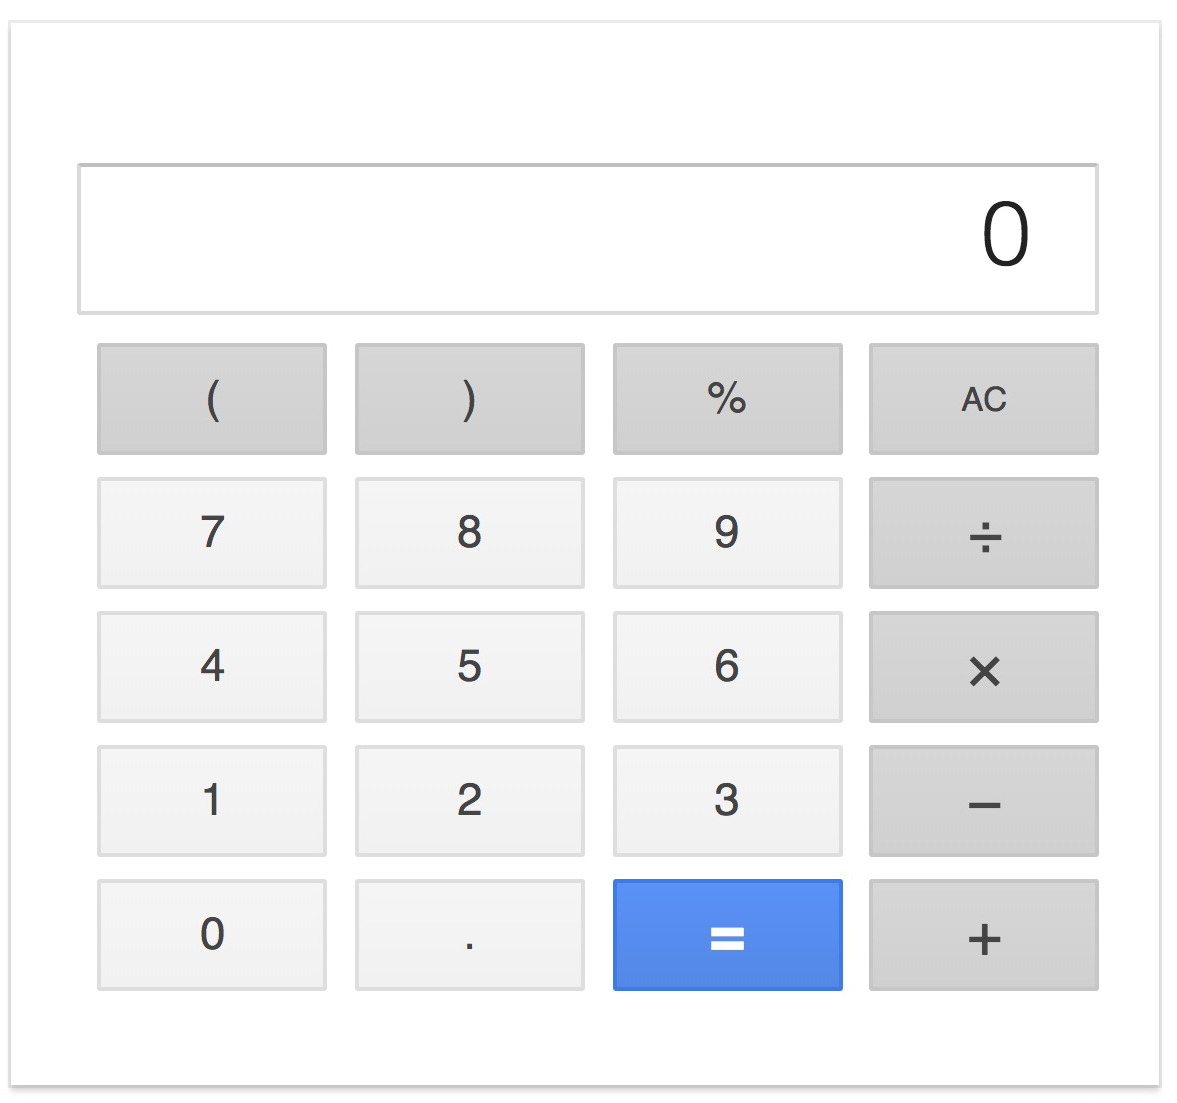 0
( ) % AC
7 8 9 ÷
4 5 6 ×
1 2 3 −
0 . = +